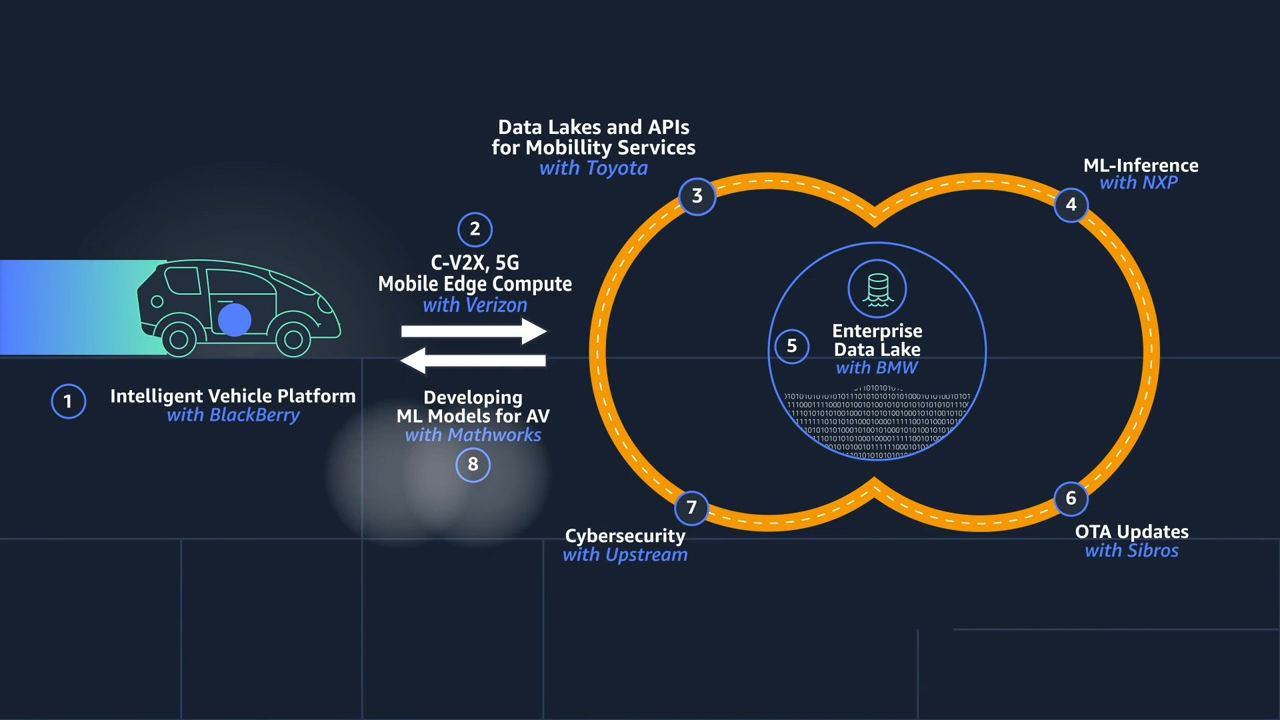 1
Intelligent Vehicle Platform
with BlackBerry
2
C-V2X, 5G
Mobile Edge Compute
with Verizon
Data Lakes and APIs
for Mobillity Services
with Toyota
3
ML-Inference
with NXP
4
5
Enterprise
Data Lake
with BMW
6
OTA Updates
with Sibros
7
Cybersecurity
with Upstream
Developing
ML Models for AV
with Mathworks
8